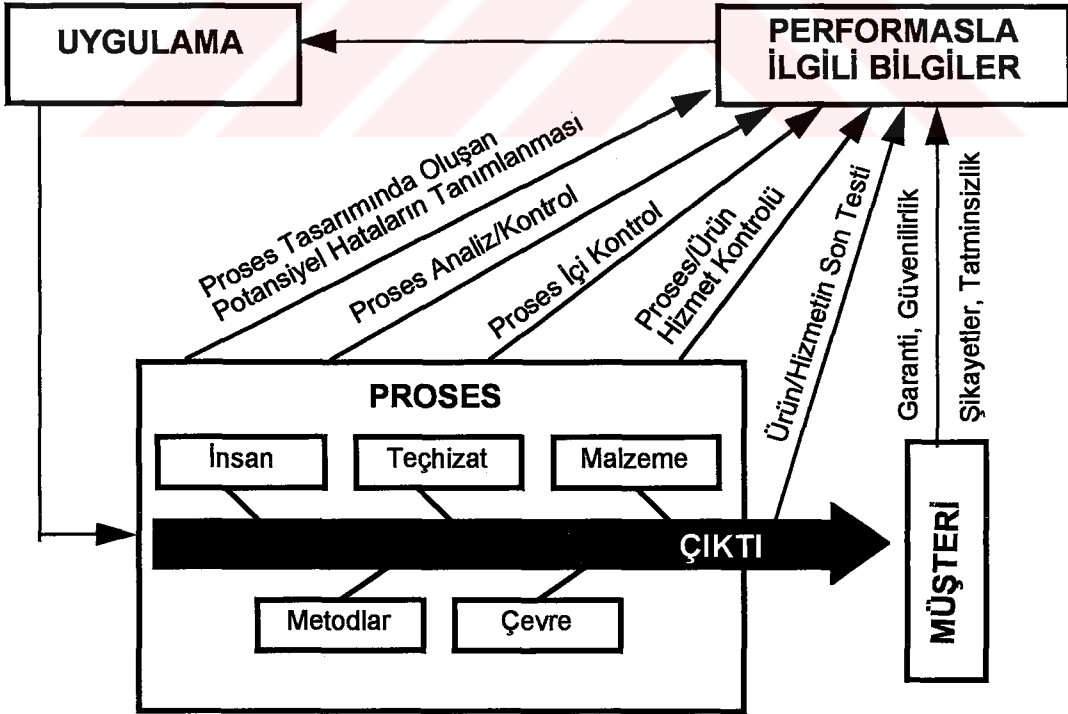 UYGULAMA
PERFORMASLA
İLGİLİ BİLGİLER
Proses Tasarımında Oluşan
Potansiyel Hataların Tanımlanması
Proses Analiz/Kontrol
Proses İçi Kontrol
Proses/Ürün
Hizmet Kontrolü
Ürün/Hizmetin Son Testi
Garanti, Güvenilirlik
Şikayetler, Tatminsizlik
PROSES
İnsan
Teçhizat
Malzeme
ÇIKTI
Metodlar
Çevre
MÜŞTERİ